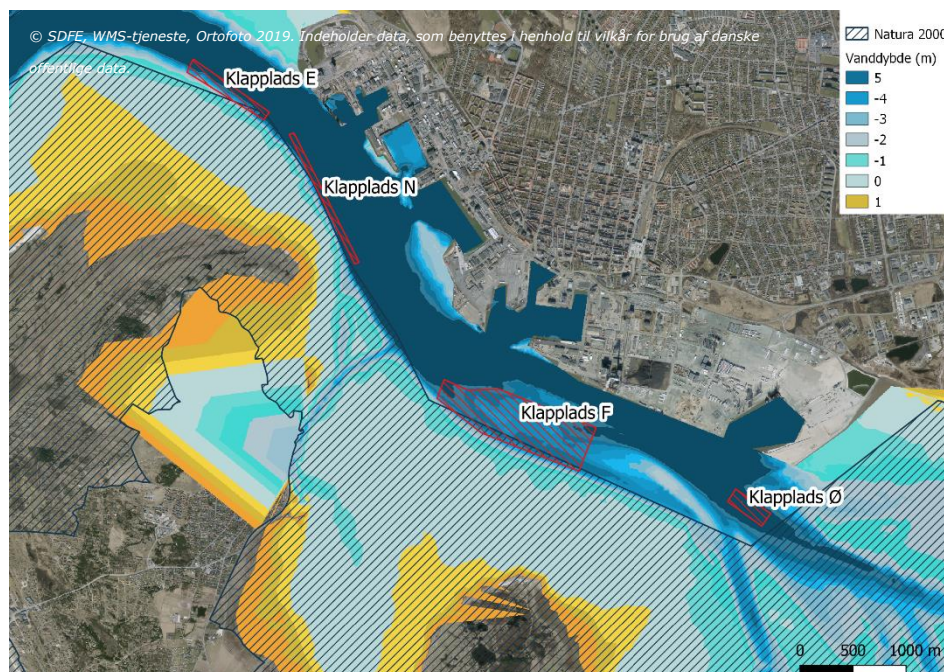 © SDFE, WMS-tjeneste, Ortofoto 2019. Indeholder data, som benyttes i henhold til vilkår for brug af danske
offentlige data.
Klapplads E
Klapplads N
Klapplads F
Klapplads Ø
Natura 2000
Vanddybde (m)
5
-4
-3
-2
-1
0
1
0 500 1000 m